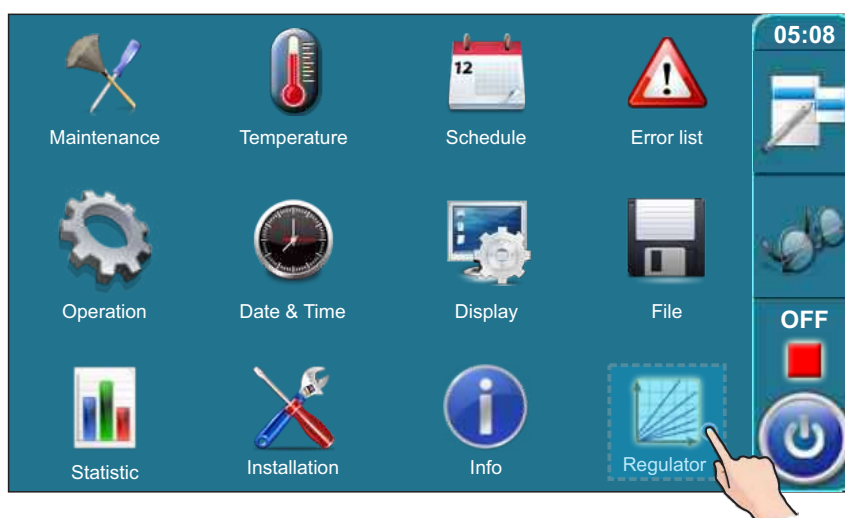 05:08
12
Maintenance
Temperature
Schedule
Error list
Operation
Date & Time
Display
File
OFF
Statistic
Installation
Info
Regulator